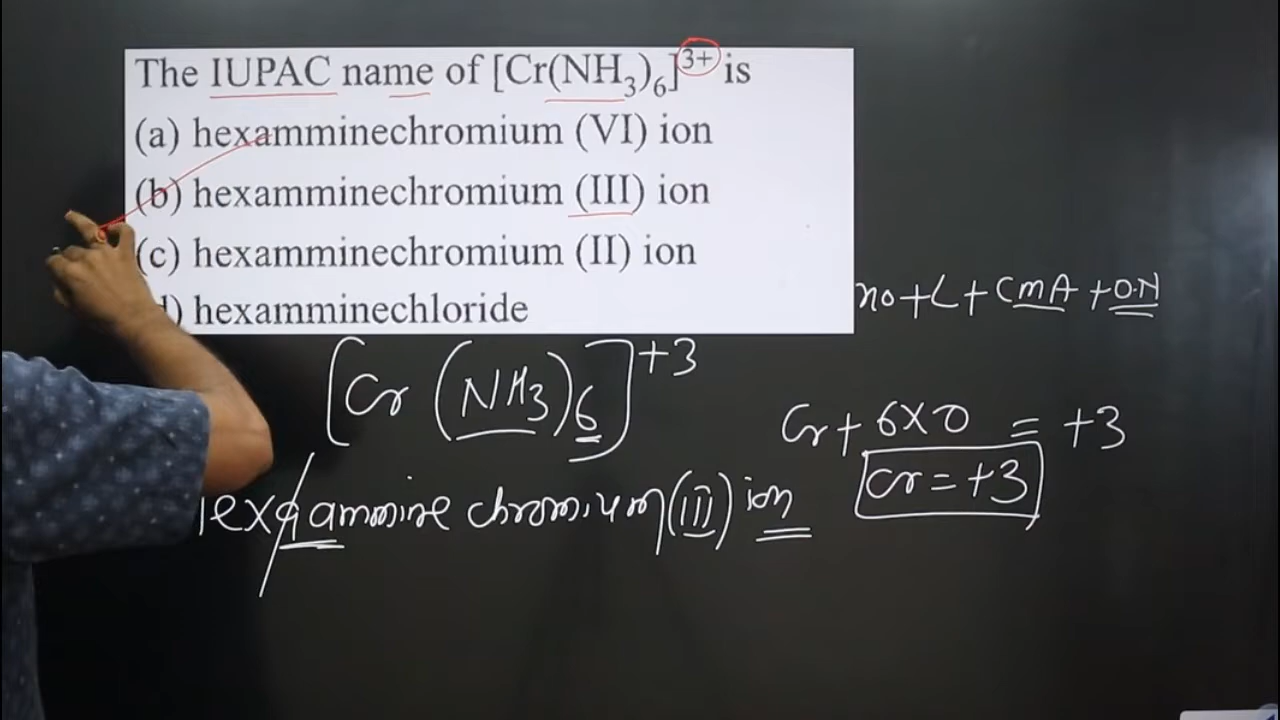 The IUPAC name of [Cr(NH₃)₆]³⁺ is
(a) hexamminechromium (VI) ion
(b) hexamminechromium (III) ion
(c) hexamminechromium (II) ion
) hexamminechloride
no+L+CmA+O.N
[Cr(NH3)6]⁺³
Cr+6×0=+3
Cr=+3
hexaammine chromium(III) ion